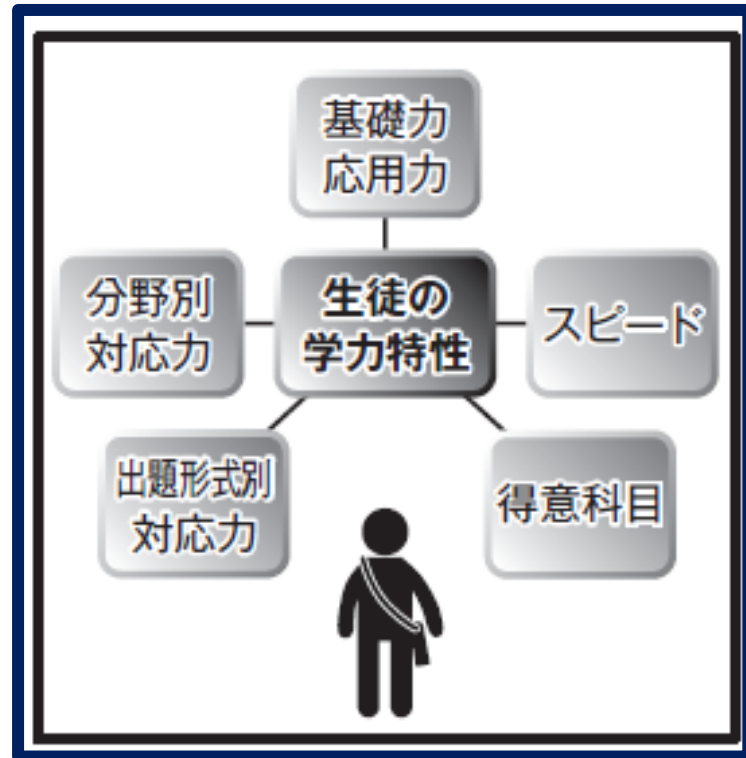 基礎力
応用力
分野別
対応力
生徒の
学力特性
スピード
出題形式別
対応力
得意科目